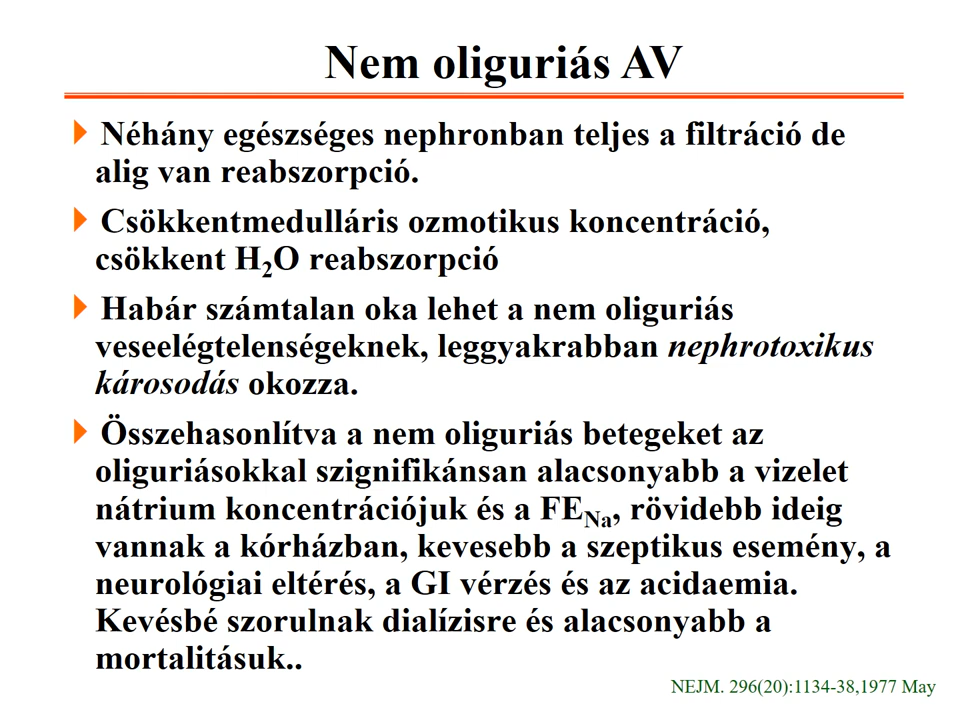 Nem oliguriás AV
Néhány egészséges nephronban teljes a filtráció de
alig van reabszorpció.
Csökkentmedulláris ozmotikus koncentráció,
csökkent H₂O reabszorpció
Habár számtalan oka lehet a nem oliguriás
veseelégtelenségeknek, leggyakrabban nephrotoxikus
károsodás okozza.
Összehasonlítva a nem oliguriás betegeket az
oliguriásokkal szignifikánsan alacsonyabb a vizelet
nátrium koncentrációjuk és a FENa, rövidebb ideig
vannak a kórházban, kevesebb a szeptikus esemény, a
neurológiai eltérés, a GI vérzés és az acidaemia.
Kevésbé szorulnak dialízisre és alacsonyabb a
mortalitásuk..
NEJM. 296(20):1134-38,1977 May